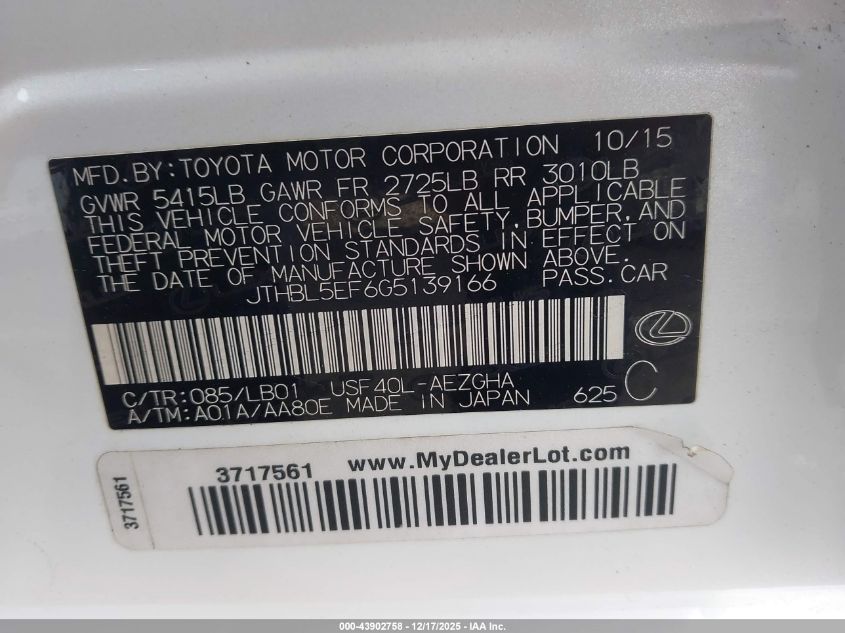 MFD. BY: TOYOTA MOTOR CORPORATION 10/15
GVWR 5415LB GAWR FR 2725LB RR 3010LB
THIS VEHICLE CONFORMS TO ALL APPLICABLE
FEDERAL MOTOR VEHICLE SAFETY, BUMPER, AND
THEFT PREVENTION STANDARDS IN EFFECT ON
THE DATE OF MANUFACTURE SHOWN ABOVE.
JTHBL5EF6G5139166 PASS. CAR
C/TR: 085/LB01 USF40L-AEZGHA C
A/TM: A01A/AA80E MADE IN JAPAN 625
3717561 www.MyDealerLot.com
3717561
000-43902758 - 12/17/2025 - IAA Inc.